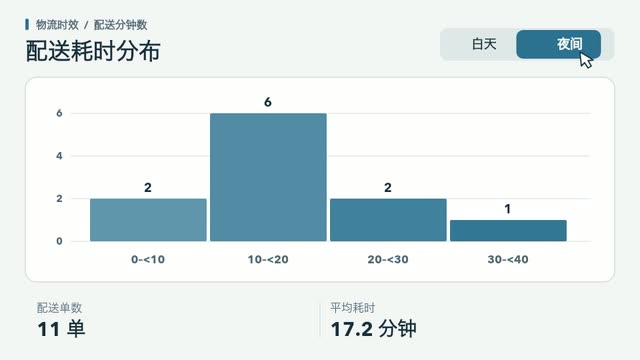 物流时效 / 配送分钟数
配送耗时分布
白天
夜间
6
4
2
0
2
6
2
1
0-<10
10-<20
20-<30
30-<40
配送单数
11 单
平均耗时
17.2 分钟